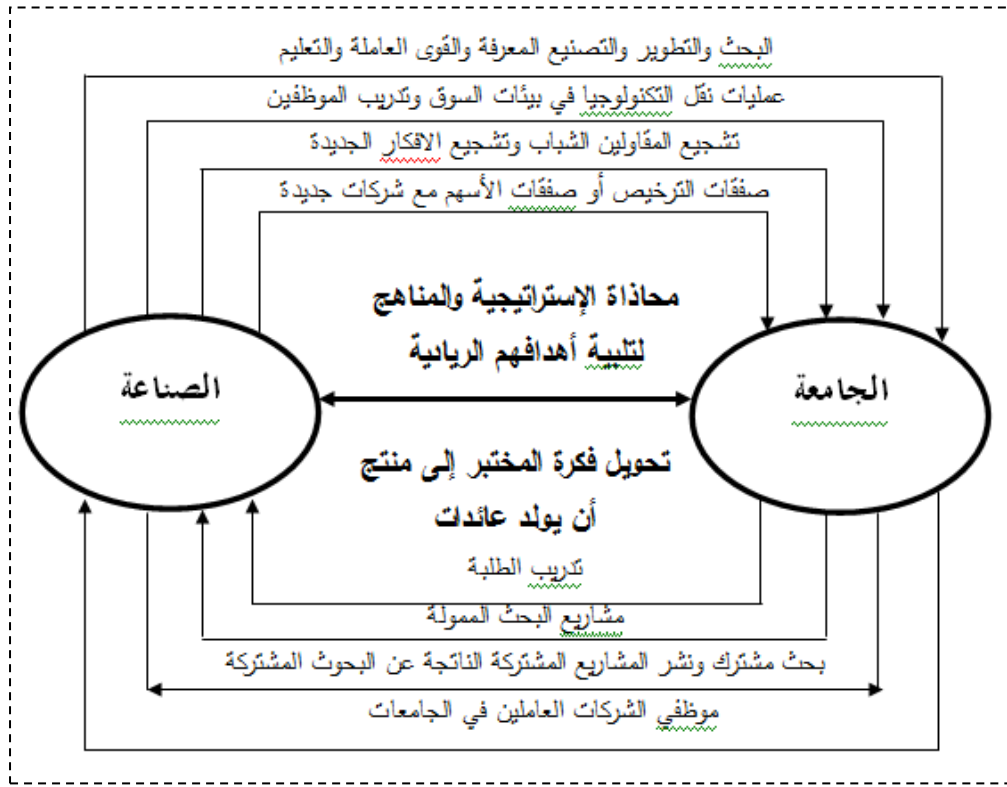 البحث والتطوير والتصنيع المعرفة والقوى العاملة والتعليم
عمليات نقل التكنولوجيا في بيئات السوق وتدريب الموظفين
تشجيع المقاولين الشباب وتشجيع الافكار الجديدة
صفقات الترخيص أو صفقات الأسهم مع شركات جديدة
محاذاة الإستراتيجية والمناهج
لتلبية أهدافهم الريادية
الجامعة
الصناعة
تحويل فكرة المختبر إلى منتج
أن يولد عائدات
تدريب الطلبة
مشاريع البحث الممولة
بحث مشترك ونشر المشاريع المشتركة الناتجة عن البحوث المشتركة
موظفي الشركات العاملين في الجامعات